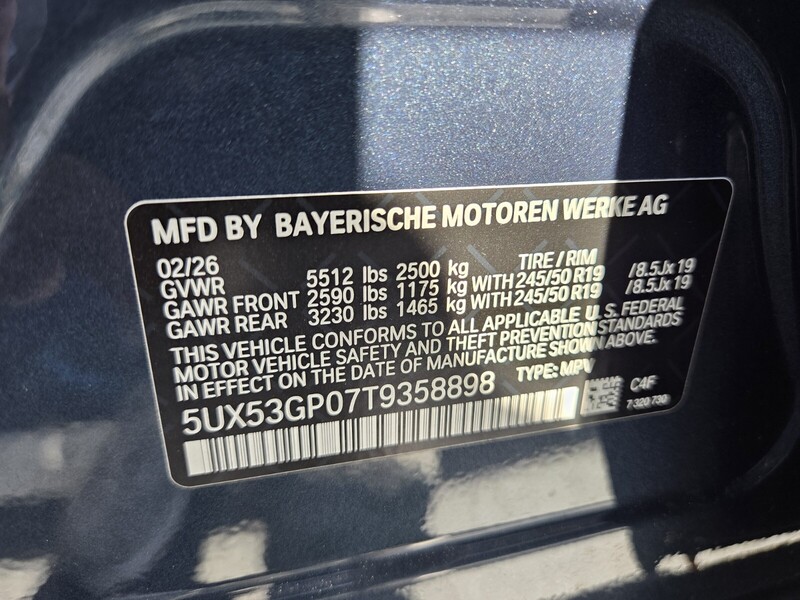 MFD BY BAYERISCHE MOTOREN WERKE AG
02/26 TIRE / RIM
GVWR 5512 lbs 2500 kg
GAWR FRONT 2590 lbs 1175 kg WITH 245/50 R19 /8.5Jx19
GAWR REAR 3230 lbs 1465 kg WITH 245/50 R19 /8.5Jx19
THIS VEHICLE CONFORMS TO ALL APPLICABLE U.S. FEDERAL
MOTOR VEHICLE SAFETY AND THEFT PREVENTION STANDARDS
IN EFFECT ON THE DATE OF MANUFACTURE SHOWN ABOVE.
5UX53GP07T9358898 TYPE: MPV
C4F
7 320 730